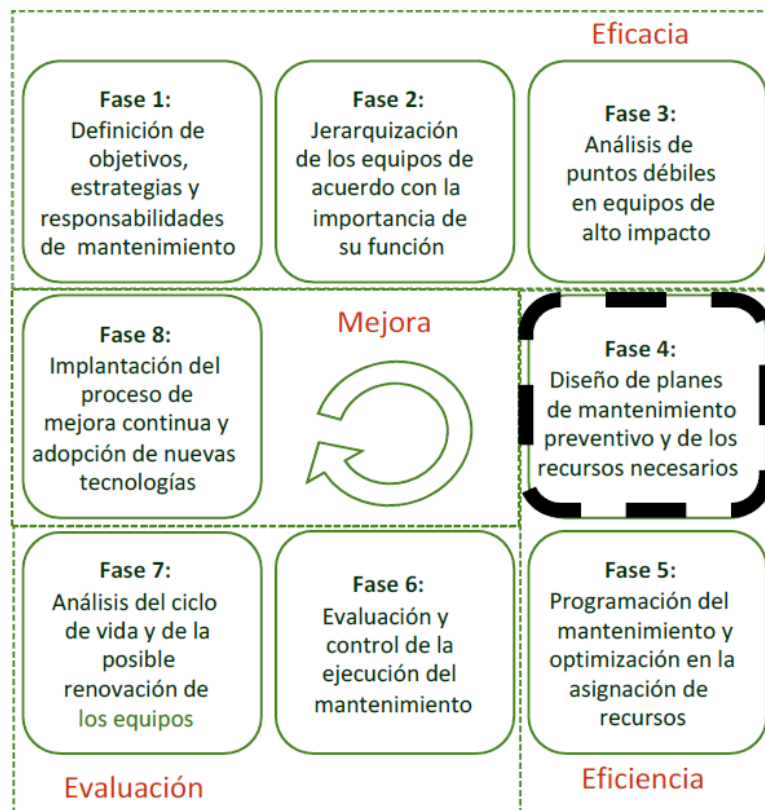 Eficacia
Fase 1:
Definición de
objetivos,
estrategias y
responsabilidades
de mantenimiento
Fase 2:
Jerarquización
de los equipos de
acuerdo con la
importancia de
su función
Fase 3:
Análisis de
puntos débiles
en equipos de
alto impacto
Fase 8:
Implantación del
proceso de
mejora continua y
adopción de nuevas
tecnologías
Mejora
Fase 4:
Diseño de planes
de mantenimiento
preventivo y de los
recursos necesarios
Fase 7:
Análisis del ciclo
de vida y de la
posible
renovación de
los equipos
Fase 6:
Evaluación y
control de la
ejecución del
mantenimiento
Fase 5:
Programación del
mantenimiento y
optimización en la
asignación de
recursos
Evaluación
Eficiencia